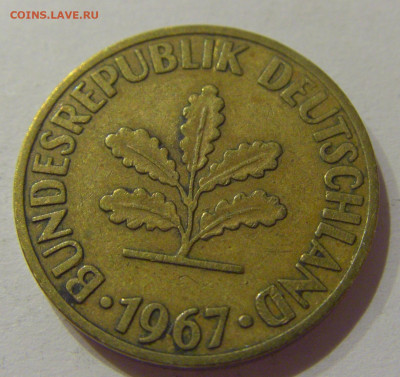 COINS.LAVE.RU
BUNDESREPUBLIK DEUTSCHLAND
· 1967 ·